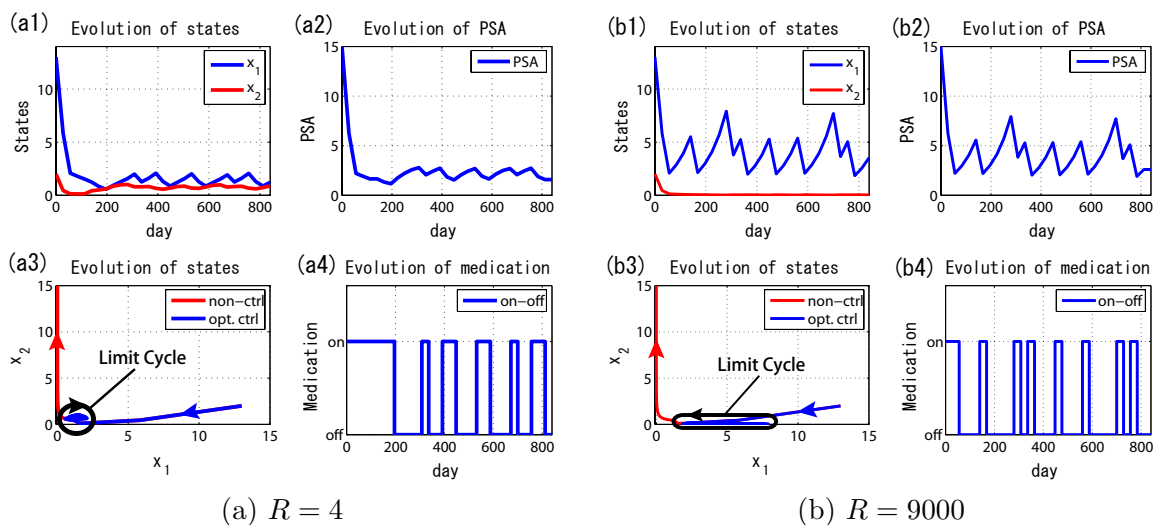 (a1) Evolution of states
x1
x2
States
10
5
0
0 200 400 600 800
day
(a2) Evolution of PSA
PSA
PSA
15
10
5
0
0 200 400 600 800
day
(b1) Evolution of states
x1
x2
States
10
5
0
0 200 400 600 800
day
(b2) Evolution of PSA
PSA
PSA
15
10
5
0
0 200 400 600 800
day
(a3) Evolution of states
non-ctrl
opt. ctrl
Limit Cycle
x2
15
10
5
0
0 5 10 15
x1
(a4) Evolution of medication
on-off
Medication
on
off
0 200 400 600 800
day
(b3) Evolution of states
non-ctrl
opt. ctrl
Limit Cycle
x2
15
10
5
0
0 5 10 15
x1
(b4) Evolution of medication
on-off
Medication
on
off
0 200 400 600 800
day
(a) R = 4
(b) R = 9000